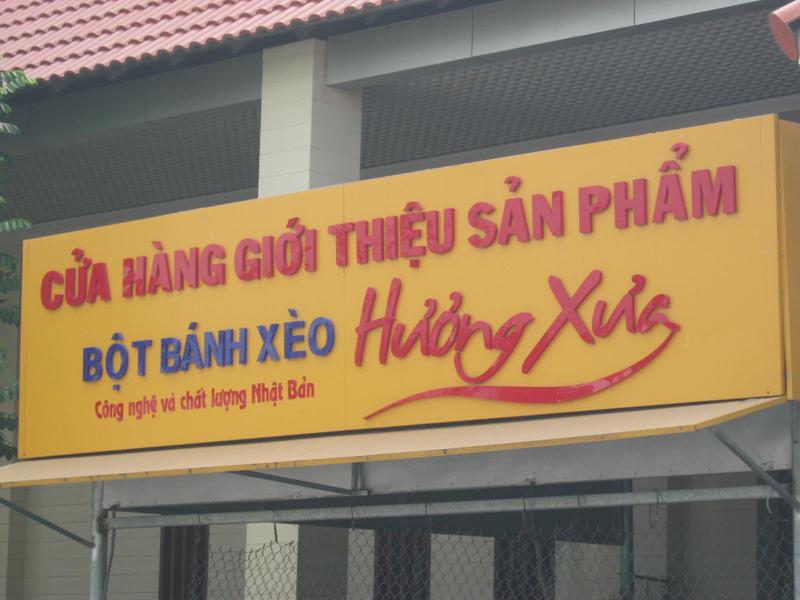 CỬA HÀNG GIỚI THIỆU SẢN PHẨM
BỘT BÁNH XÈO Hưởng Xưa
Công nghệ và chất lượng Nhật Bản